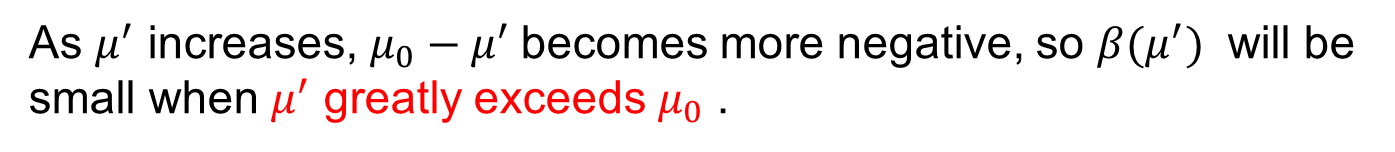 As μ′ increases, μ₀ − μ′ becomes more negative, so β(μ′) will be
small when μ′ greatly exceeds μ₀ .